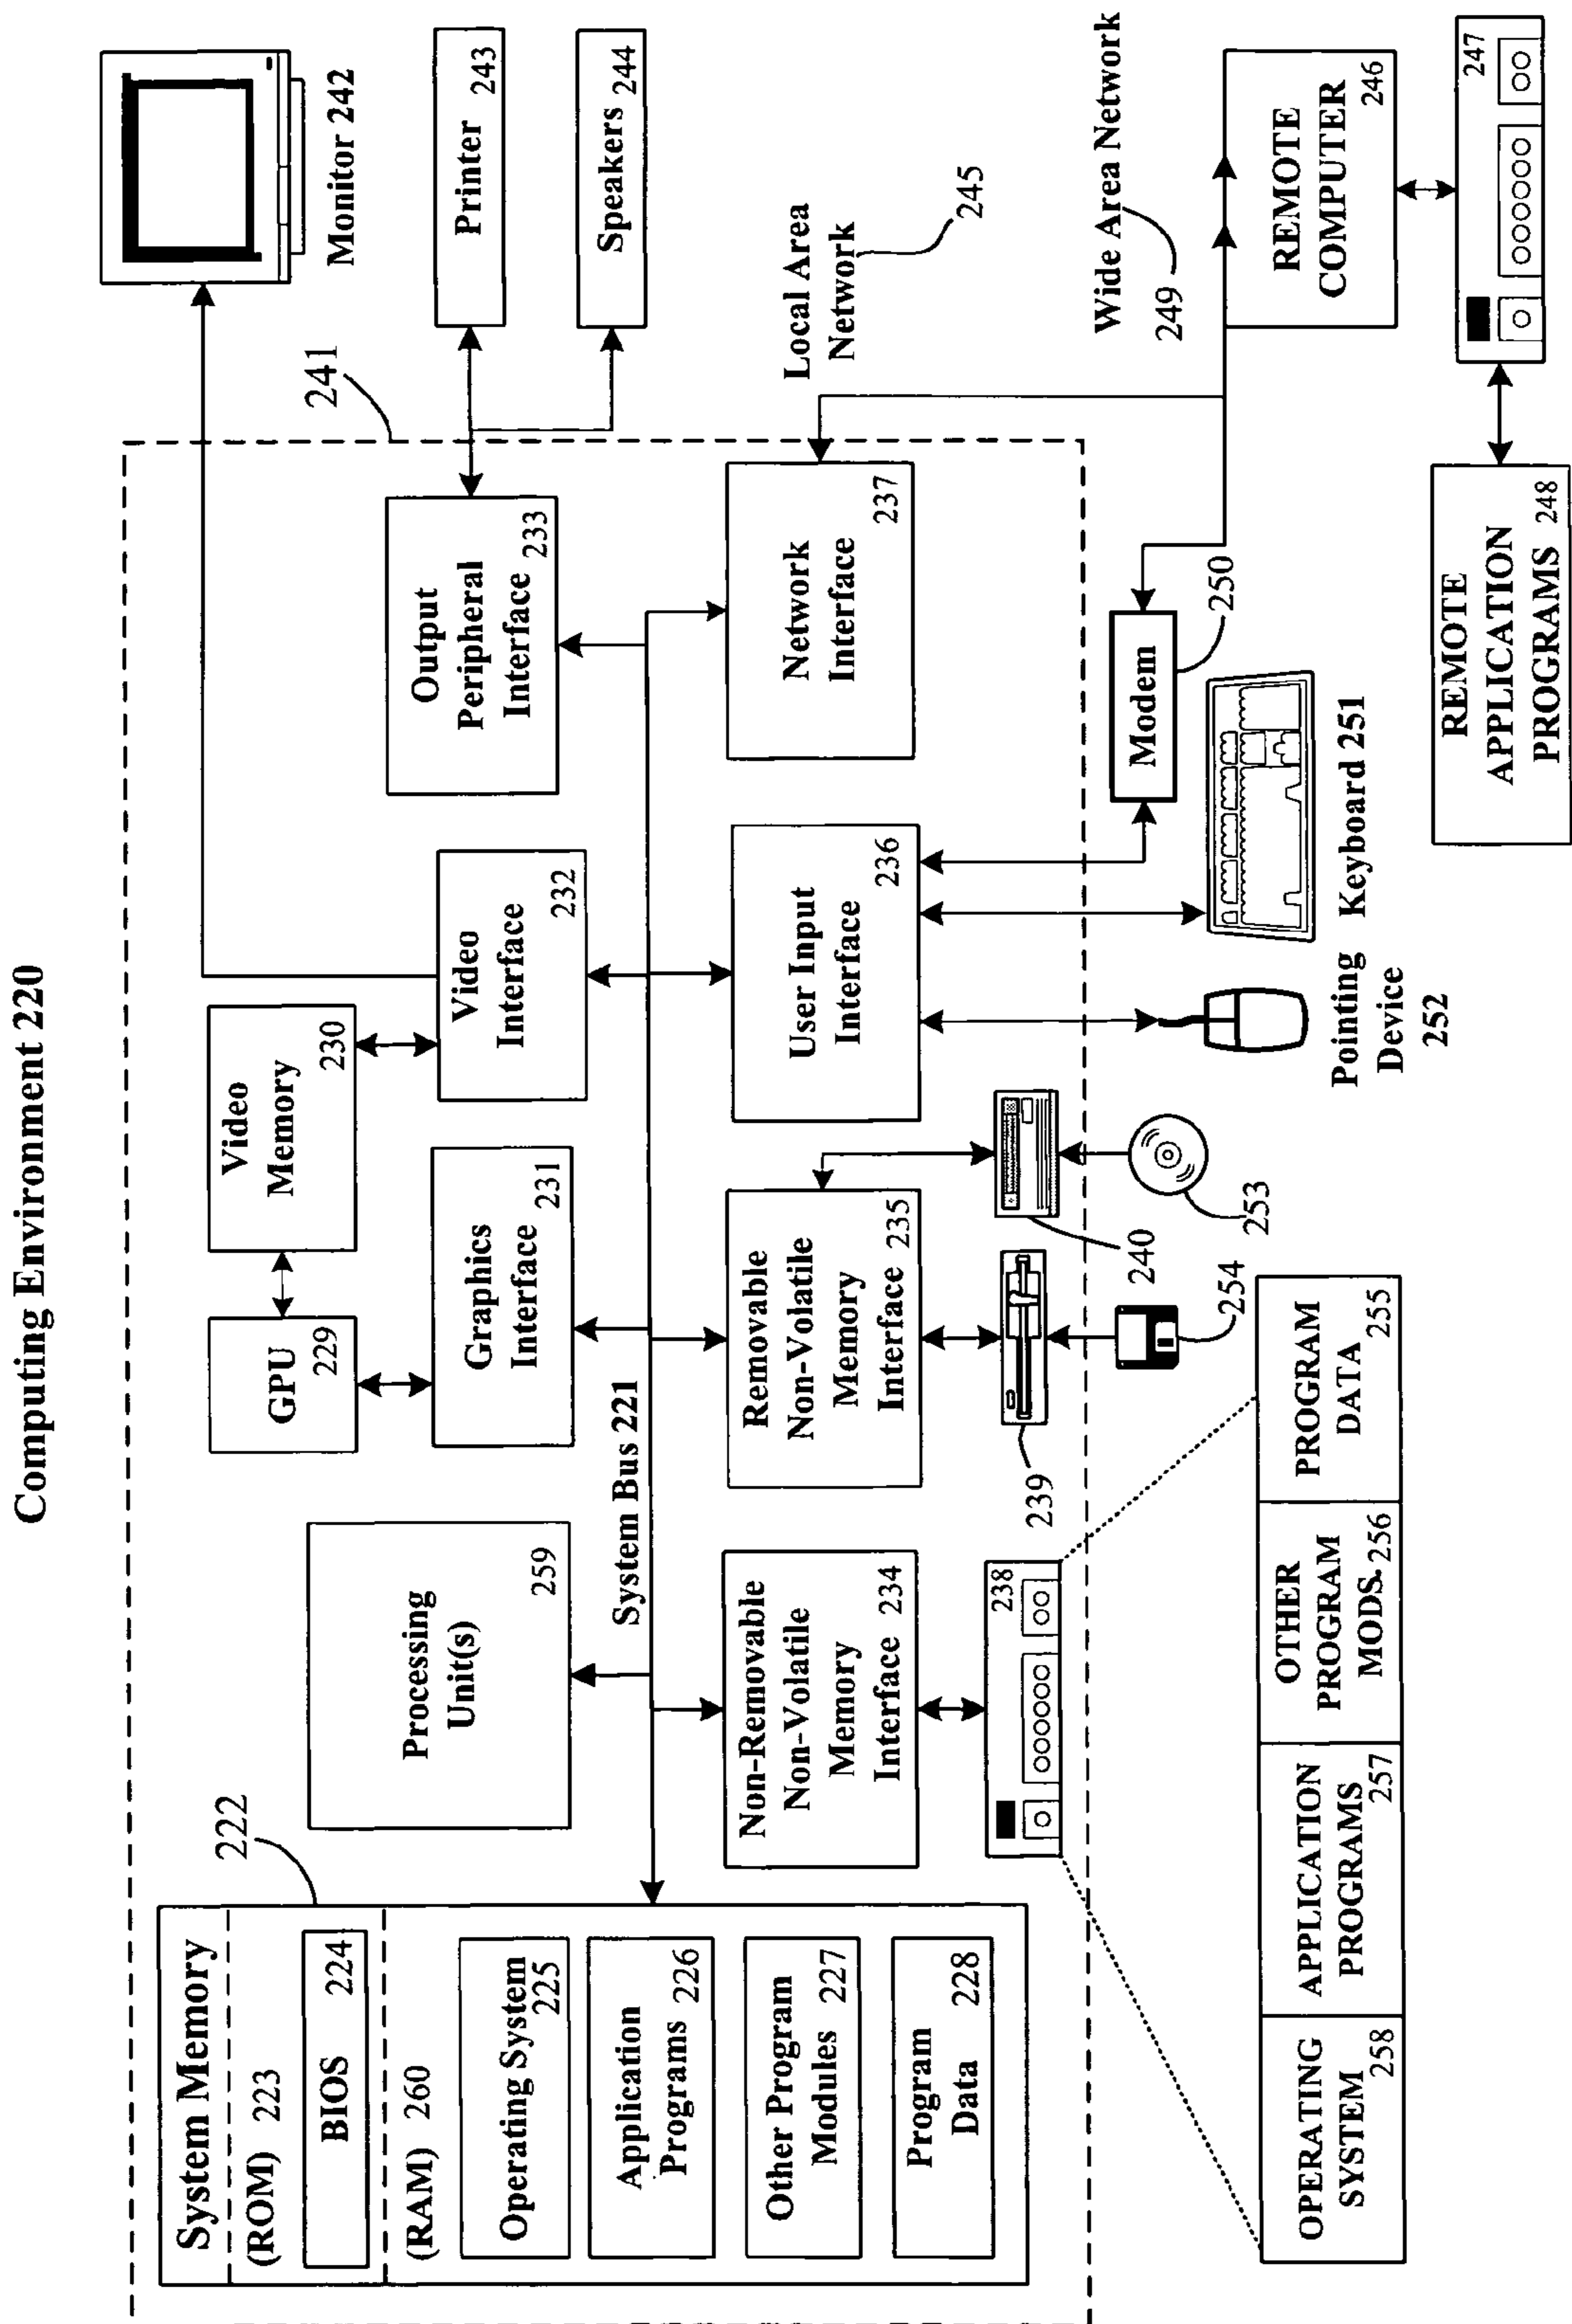 Computing Environment 220
System Memory
222
(ROM) 223
BIOS 224
(RAM) 260
Operating System
225
Application
Programs 226
Other Program
Modules 227
Program
Data 228
Processing
Unit(s)
259
GPU
229
Video
Memory
230
Graphics
Interface
231
Video
Interface
232
Output
Peripheral
Interface 233
System Bus 221
Non-Removable
Non-Volatile
Memory
Interface 234
Removable
Non-Volatile
Memory
Interface 235
User Input
Interface
236
Network
Interface
237
241
Monitor 242
Printer 243
Speakers 244
Local Area
Network
245
Wide Area Network
249
238
239
240
253
254
Pointing
Device
252
Keyboard 251
Modem
250
REMOTE
COMPUTER
246
247
REMOTE
APPLICATION
PROGRAMS 248
OPERATING
SYSTEM
258
APPLICATION
PROGRAMS
257
OTHER
PROGRAM
MODS. 256
PROGRAM
DATA
255